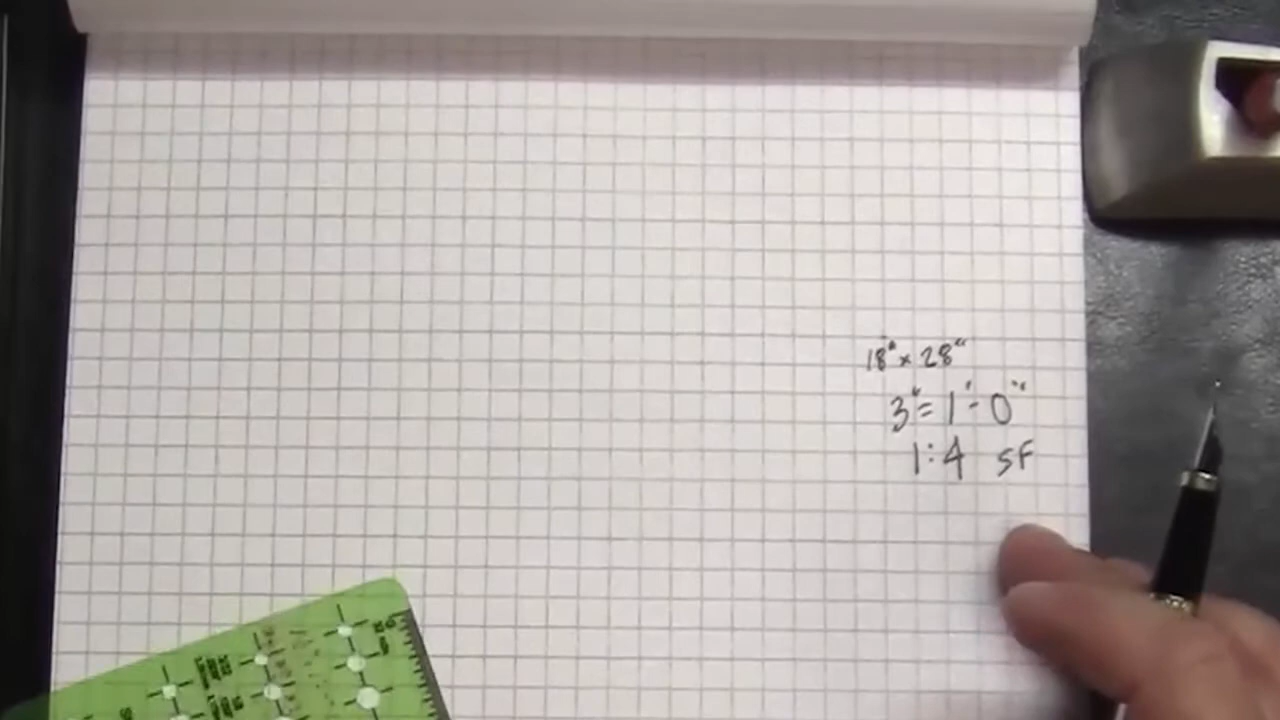 18" × 28"
3" = 1'-0"
1:4 SF